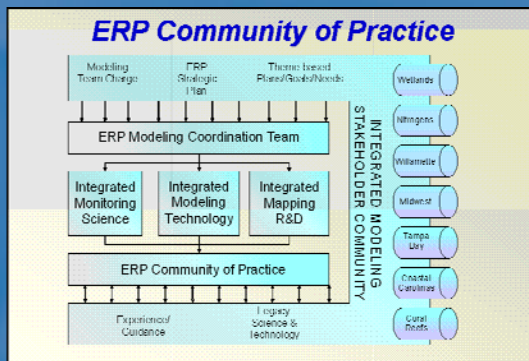 ERP Community of Practice
Modeling
Team Charge
ERP
Strategic
Plan
Theme based
Plans/Goals/Needs
ERP Modeling Coordination Team
Integrated
Monitoring
Science
Integrated
Modeling
Technology
Integrated
Mapping
R&D
ERP Community of Practice
Experience/
Guidance
Legacy
Science &
Technology
INTEGRATED MODELING
STAKEHOLDER COMMUNITY
Wetlands
Nitrogens
Willamette
Midwest
Tampa
Bay
Coastal
Carolinas
Coral
Reefs